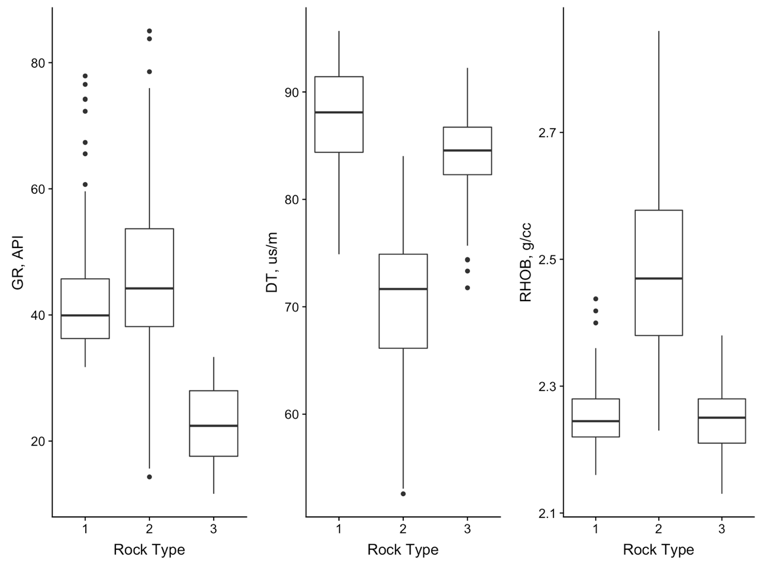 GR, API
80
60
40
20
1 2 3
Rock Type
DT, us/m
90
80
70
60
1 2 3
Rock Type
RHOB, g/cc
2.7
2.5
2.3
2.1
1 2 3
Rock Type